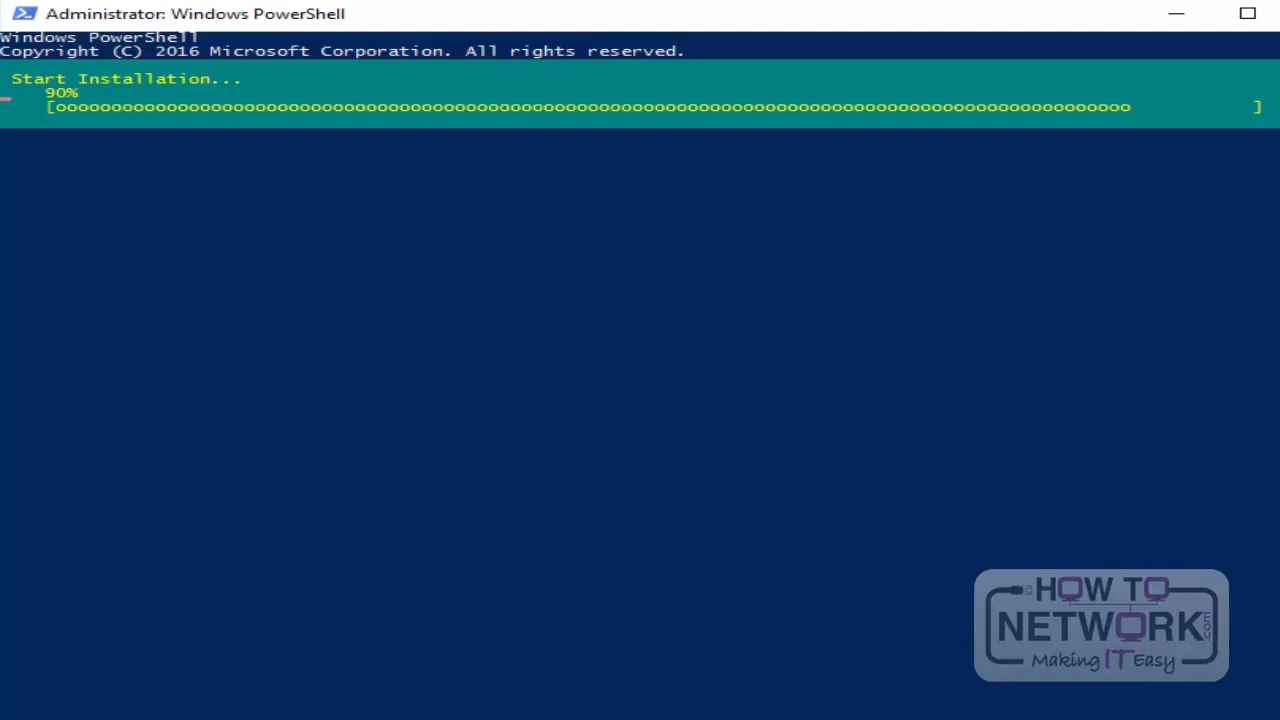 Administrator: Windows PowerShell
Windows PowerShell
Copyright (C) 2016 Microsoft Corporation. All rights reserved.
Start Installation...
90%
[ooooooooooooooooooooooooooooooooooooooooooooooooooooooooooooooooooooooooooooooooooooooooooooooooo ]
HOW TO
NETWORK.com
Making IT Easy